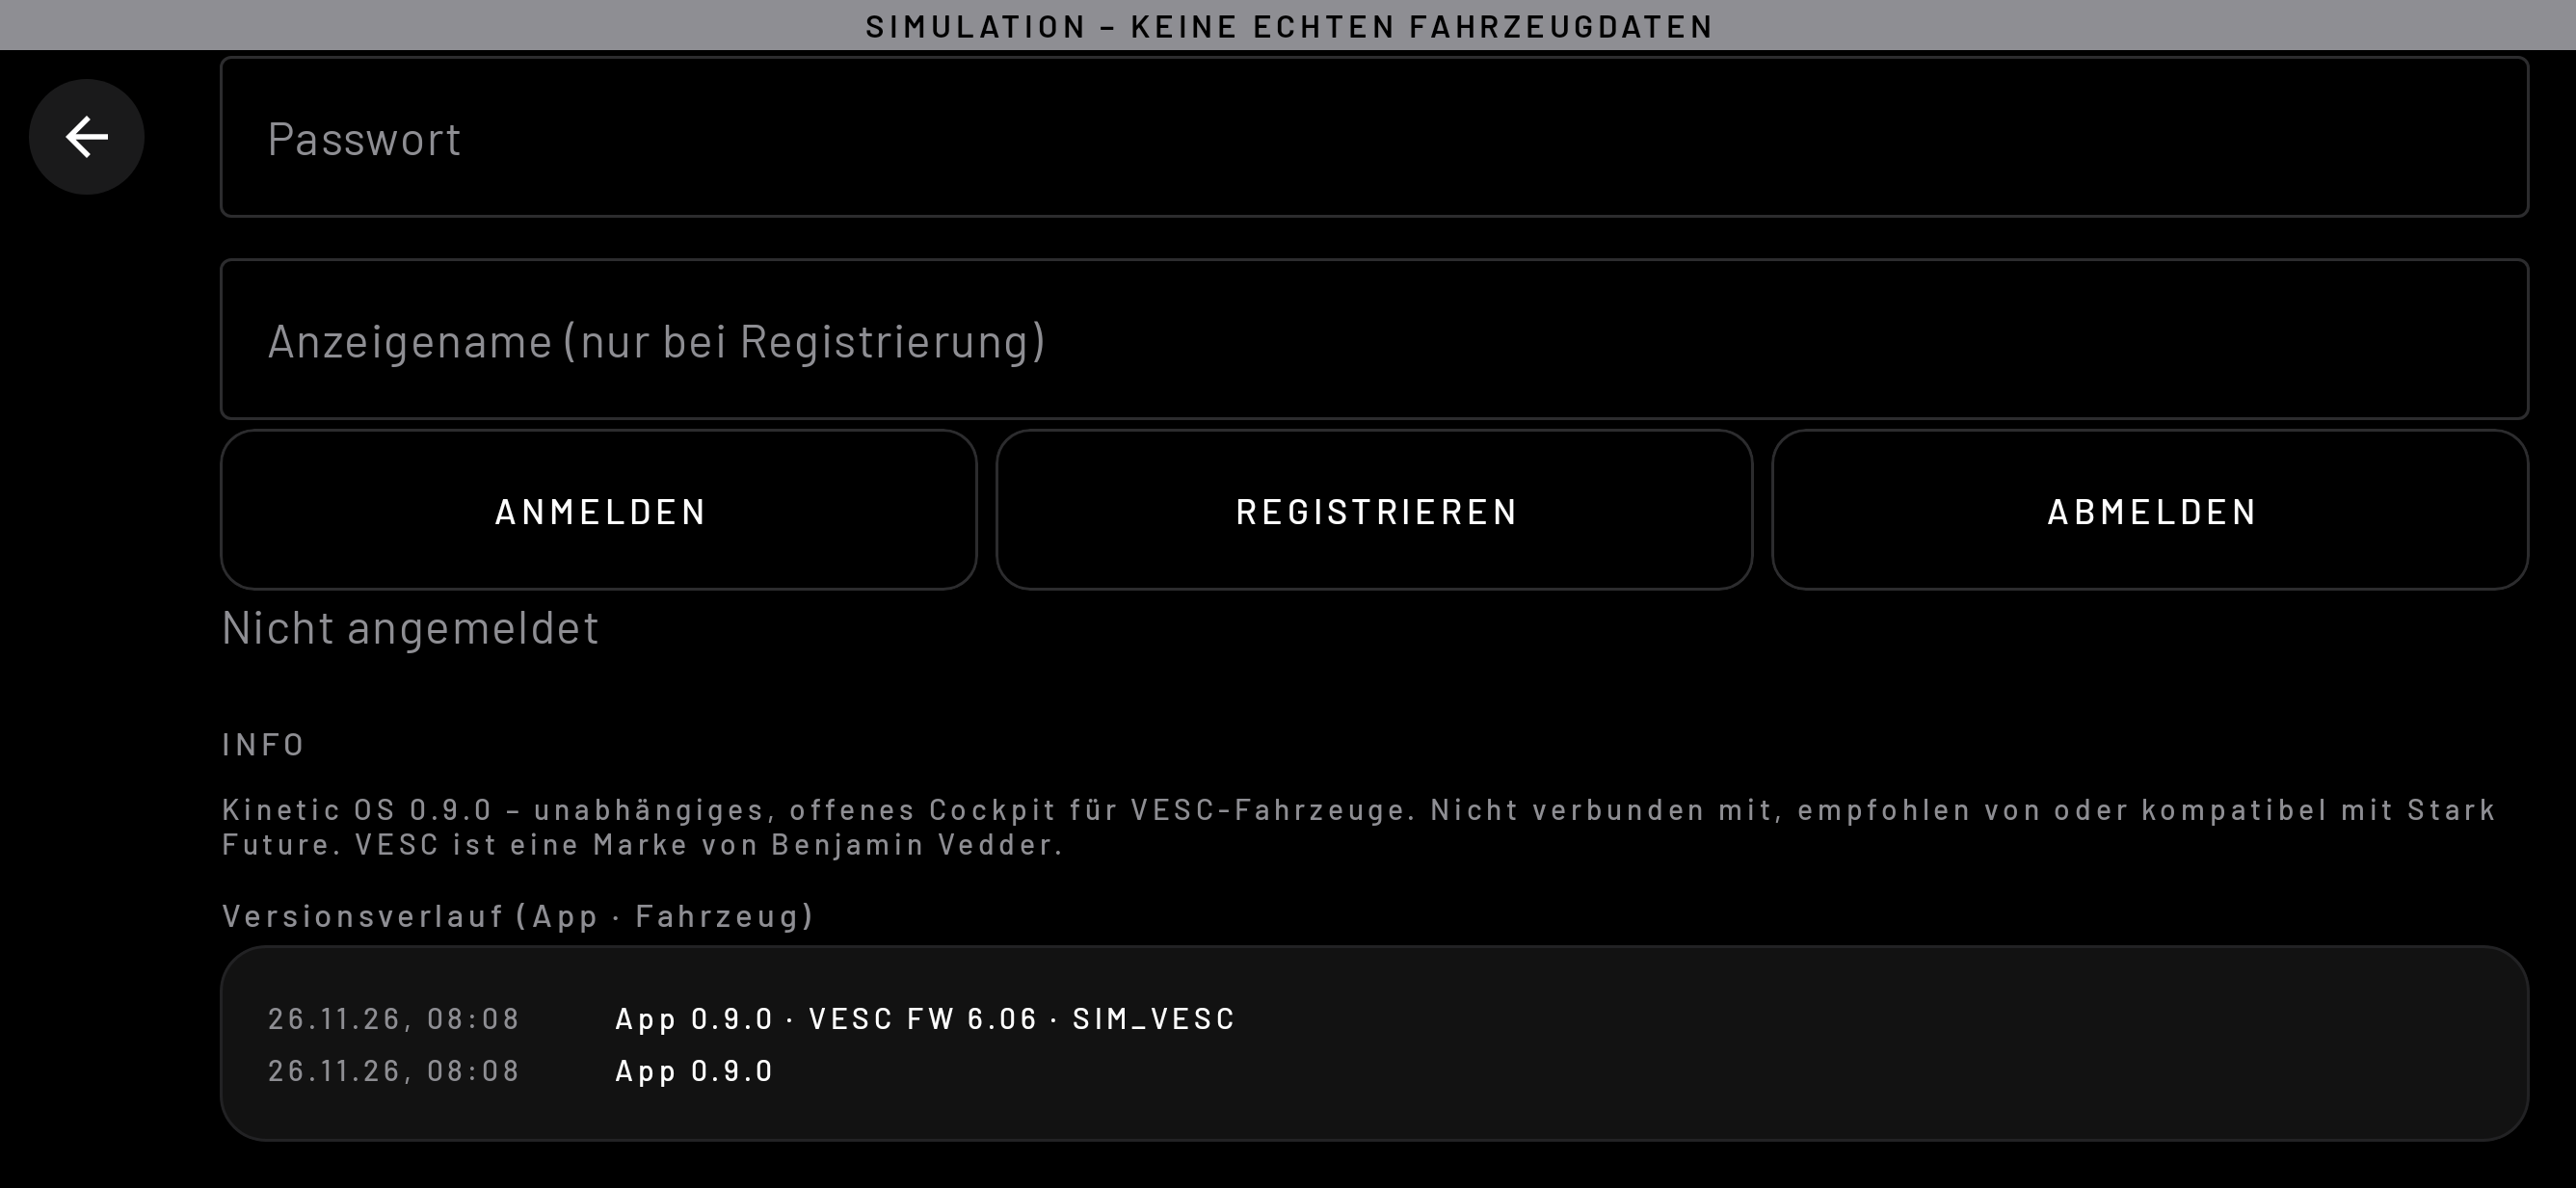 SIMULATION – KEINE ECHTEN FAHRZEUGDATEN
Passwort
Anzeigename (nur bei Registrierung)
ANMELDEN
REGISTRIEREN
ABMELDEN
Nicht angemeldet
INFO
Kinetic OS 0.9.0 – unabhängiges, offenes Cockpit für VESC-Fahrzeuge. Nicht verbunden mit, empfohlen von oder kompatibel mit Stark
Future. VESC ist eine Marke von Benjamin Vedder.
Versionsverlauf (App · Fahrzeug)
26.11.26, 08:08 App 0.9.0 · VESC FW 6.06 · SIM_VESC
26.11.26, 08:08 App 0.9.0